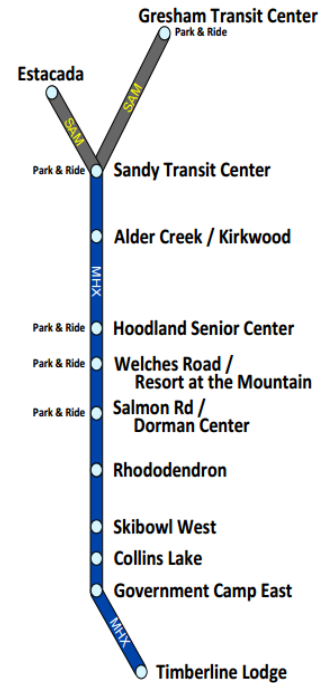 Gresham Transit Center
Park & Ride
Estacada
SAM
SAM
Park & Ride
Sandy Transit Center
Alder Creek / Kirkwood
MHX
Park & Ride
Hoodland Senior Center
Park & Ride
Welches Road /
Resort at the Mountain
Park & Ride
Salmon Rd /
Dorman Center
Rhododendron
Skibowl West
Collins Lake
Government Camp East
MHX
Timberline Lodge